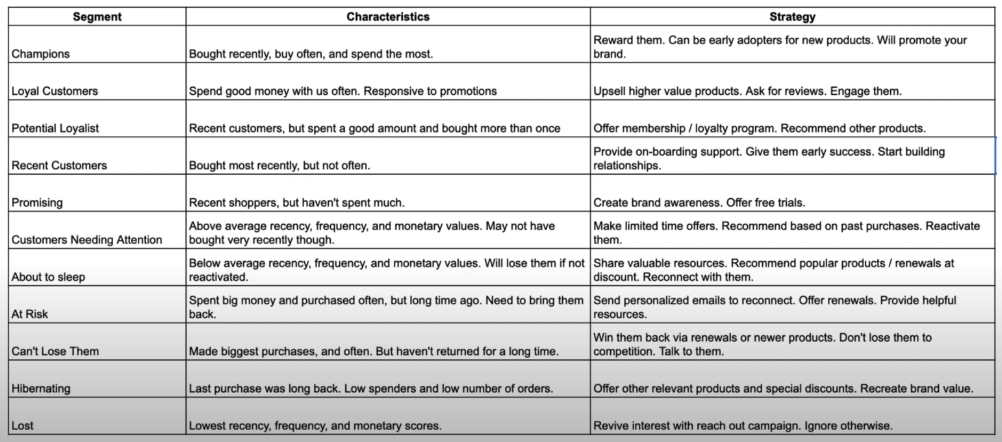 Segment Characteristics Strategy
Champions Bought recently, buy often, and spend the most. Reward them. Can be early adopters for new products. Will promote your
brand.
Loyal Customers Spend good money with us often. Responsive to promotions Upsell higher value products. Ask for reviews. Engage them.
Potential Loyalist Recent customers, but spent a good amount and bought more than once Offer membership / loyalty program. Recommend other products.
Recent Customers Bought most recently, but not often. Provide on-boarding support. Give them early success. Start building
relationships.
Promising Recent shoppers, but haven't spent much. Create brand awareness. Offer free trials.
Customers Needing Attention Above average recency, frequency, and monetary values. May not have
bought very recently though. Make limited time offers. Recommend based on past purchases. Reactivate
them.
About to sleep Below average recency, frequency, and monetary values. Will lose them if not
reactivated. Share valuable resources. Recommend popular products / renewals at
discount. Reconnect with them.
At Risk Spent big money and purchased often, but long time ago. Need to bring them
back. Send personalized emails to reconnect. Offer renewals. Provide helpful
resources.
Can't Lose Them Made biggest purchases, and often. But haven't returned for a long time. Win them back via renewals or newer products. Don't lose them to
competition. Talk to them.
Hibernating Last purchase was long back. Low spenders and low number of orders. Offer other relevant products and special discounts. Recreate brand value.
Lost Lowest recency, frequency, and monetary scores. Revive interest with reach out campaign. Ignore otherwise.